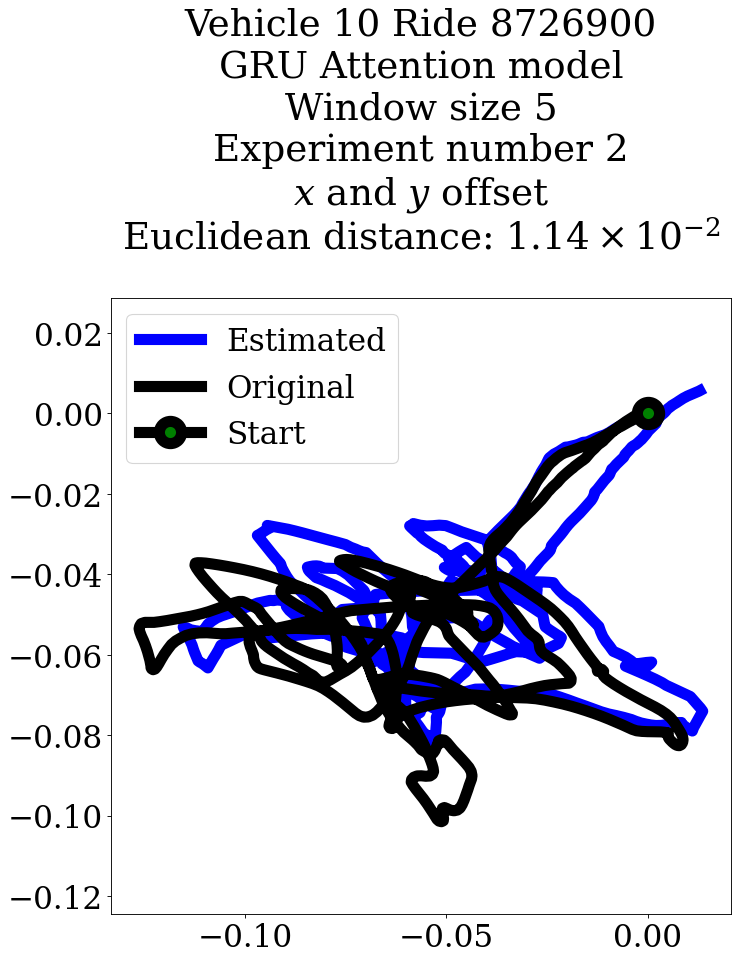 Vehicle 10 Ride 8726900
GRU Attention model
Window size 5
Experiment number 2
x and y offset
Euclidean distance: 1.14 × 10⁻²
Estimated
Original
Start
0.02
0.00
−0.02
−0.04
−0.06
−0.08
−0.10
−0.12
−0.10
−0.05
0.00